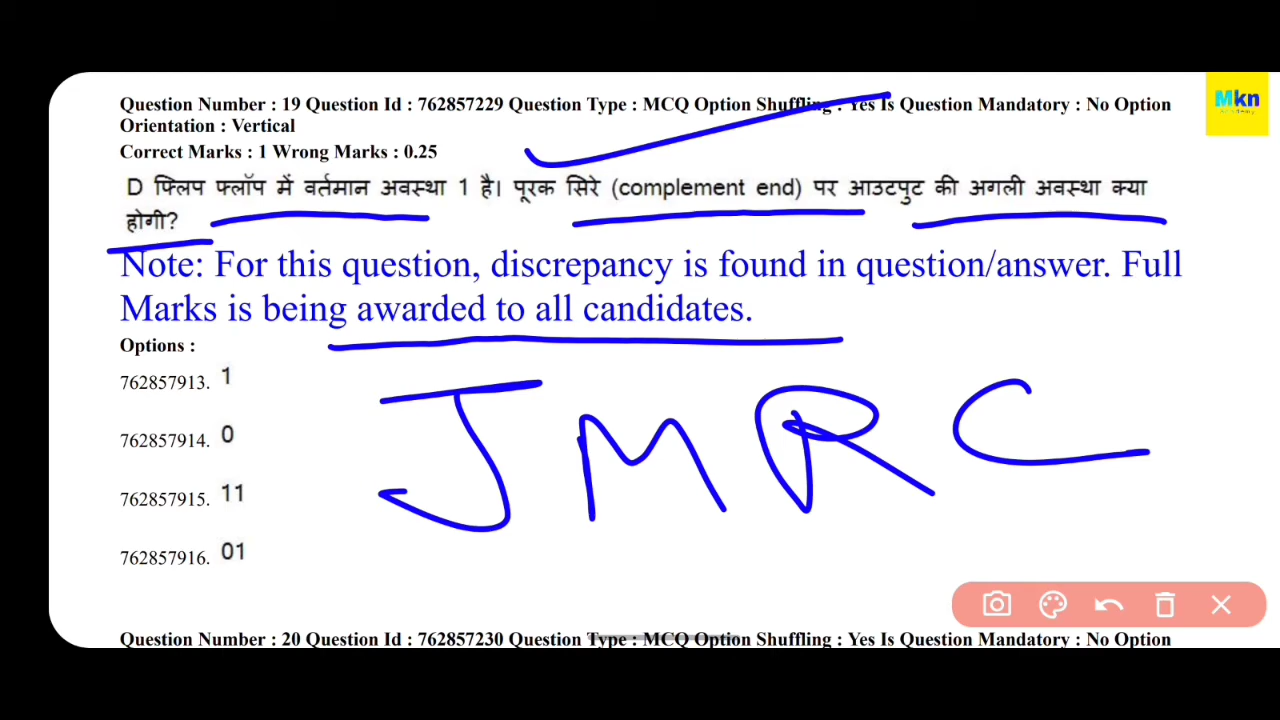 Question Number : 19 Question Id : 762857229 Question Type : MCQ Option Shuffling : Yes Is Question Mandatory : No Option
Orientation : Vertical
Correct Marks : 1 Wrong Marks : 0.25
D फ्लिप फ्लॉप में वर्तमान अवस्था 1 है। पूरक सिरे (complement end) पर आउटपुट की अगली अवस्था क्या
होगी?
Note: For this question, discrepancy is found in question/answer. Full
Marks is being awarded to all candidates.
Options :
762857913. 1
762857914. 0
762857915. 11
762857916. 01
JMRC
Question Number : 20 Question Id : 762857230 Question Type : MCQ Option Shuffling : Yes Is Question Mandatory : No Option
Mkn